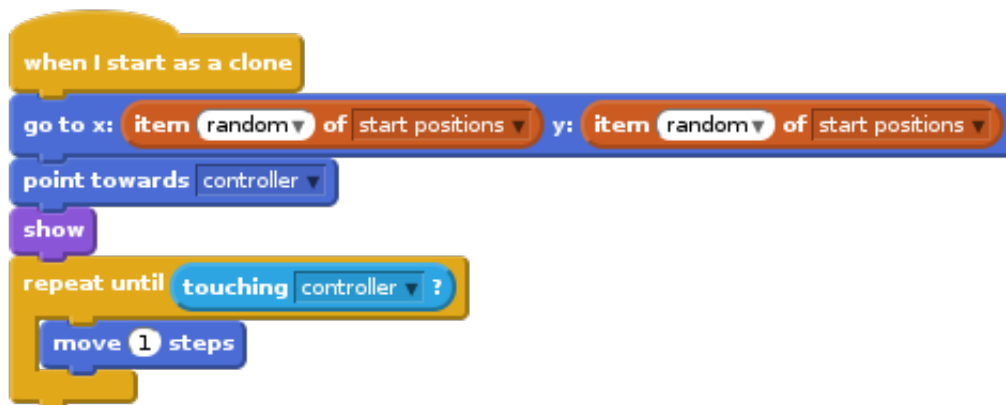 when I start as a clone
go to x: item random of start positions y: item random of start positions
point towards controller
show
repeat until touching controller ?
move 1 steps